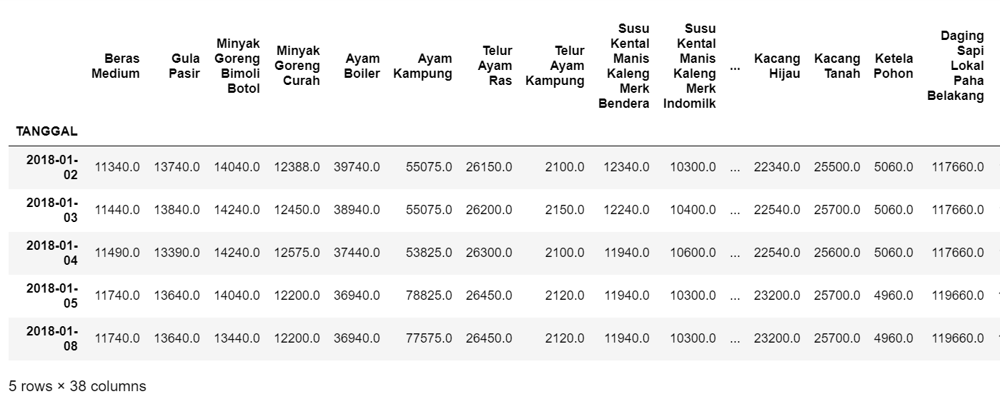 Beras Medium Gula Pasir Minyak Goreng Bimoli Botol Minyak Goreng Curah Ayam Boiler Ayam Kampung Telur Ayam Ras Telur Ayam Kampung Susu Kental Manis Kaleng Merk Bendera Susu Kental Manis Kaleng Merk Indomilk ... Kacang Hijau Kacang Tanah Ketela Pohon Daging Sapi Lokal Paha Belakang
TANGGAL
2018-01-02 11340.0 13740.0 14040.0 12388.0 39740.0 55075.0 26150.0 2100.0 12340.0 10300.0 ... 22340.0 25500.0 5060.0 117660.0
2018-01-03 11440.0 13840.0 14240.0 12450.0 38940.0 55075.0 26200.0 2150.0 12240.0 10400.0 ... 22540.0 25700.0 5060.0 117660.0
2018-01-04 11490.0 13390.0 14240.0 12575.0 37440.0 53825.0 26300.0 2100.0 11940.0 10600.0 ... 22540.0 25600.0 5060.0 117660.0
2018-01-05 11740.0 13640.0 14040.0 12200.0 36940.0 78825.0 26450.0 2120.0 11940.0 10300.0 ... 23200.0 25700.0 4960.0 119660.0
2018-01-08 11740.0 13640.0 13440.0 12200.0 36940.0 77575.0 26450.0 2120.0 11940.0 10300.0 ... 23200.0 25700.0 4960.0 119660.0
5 rows × 38 columns